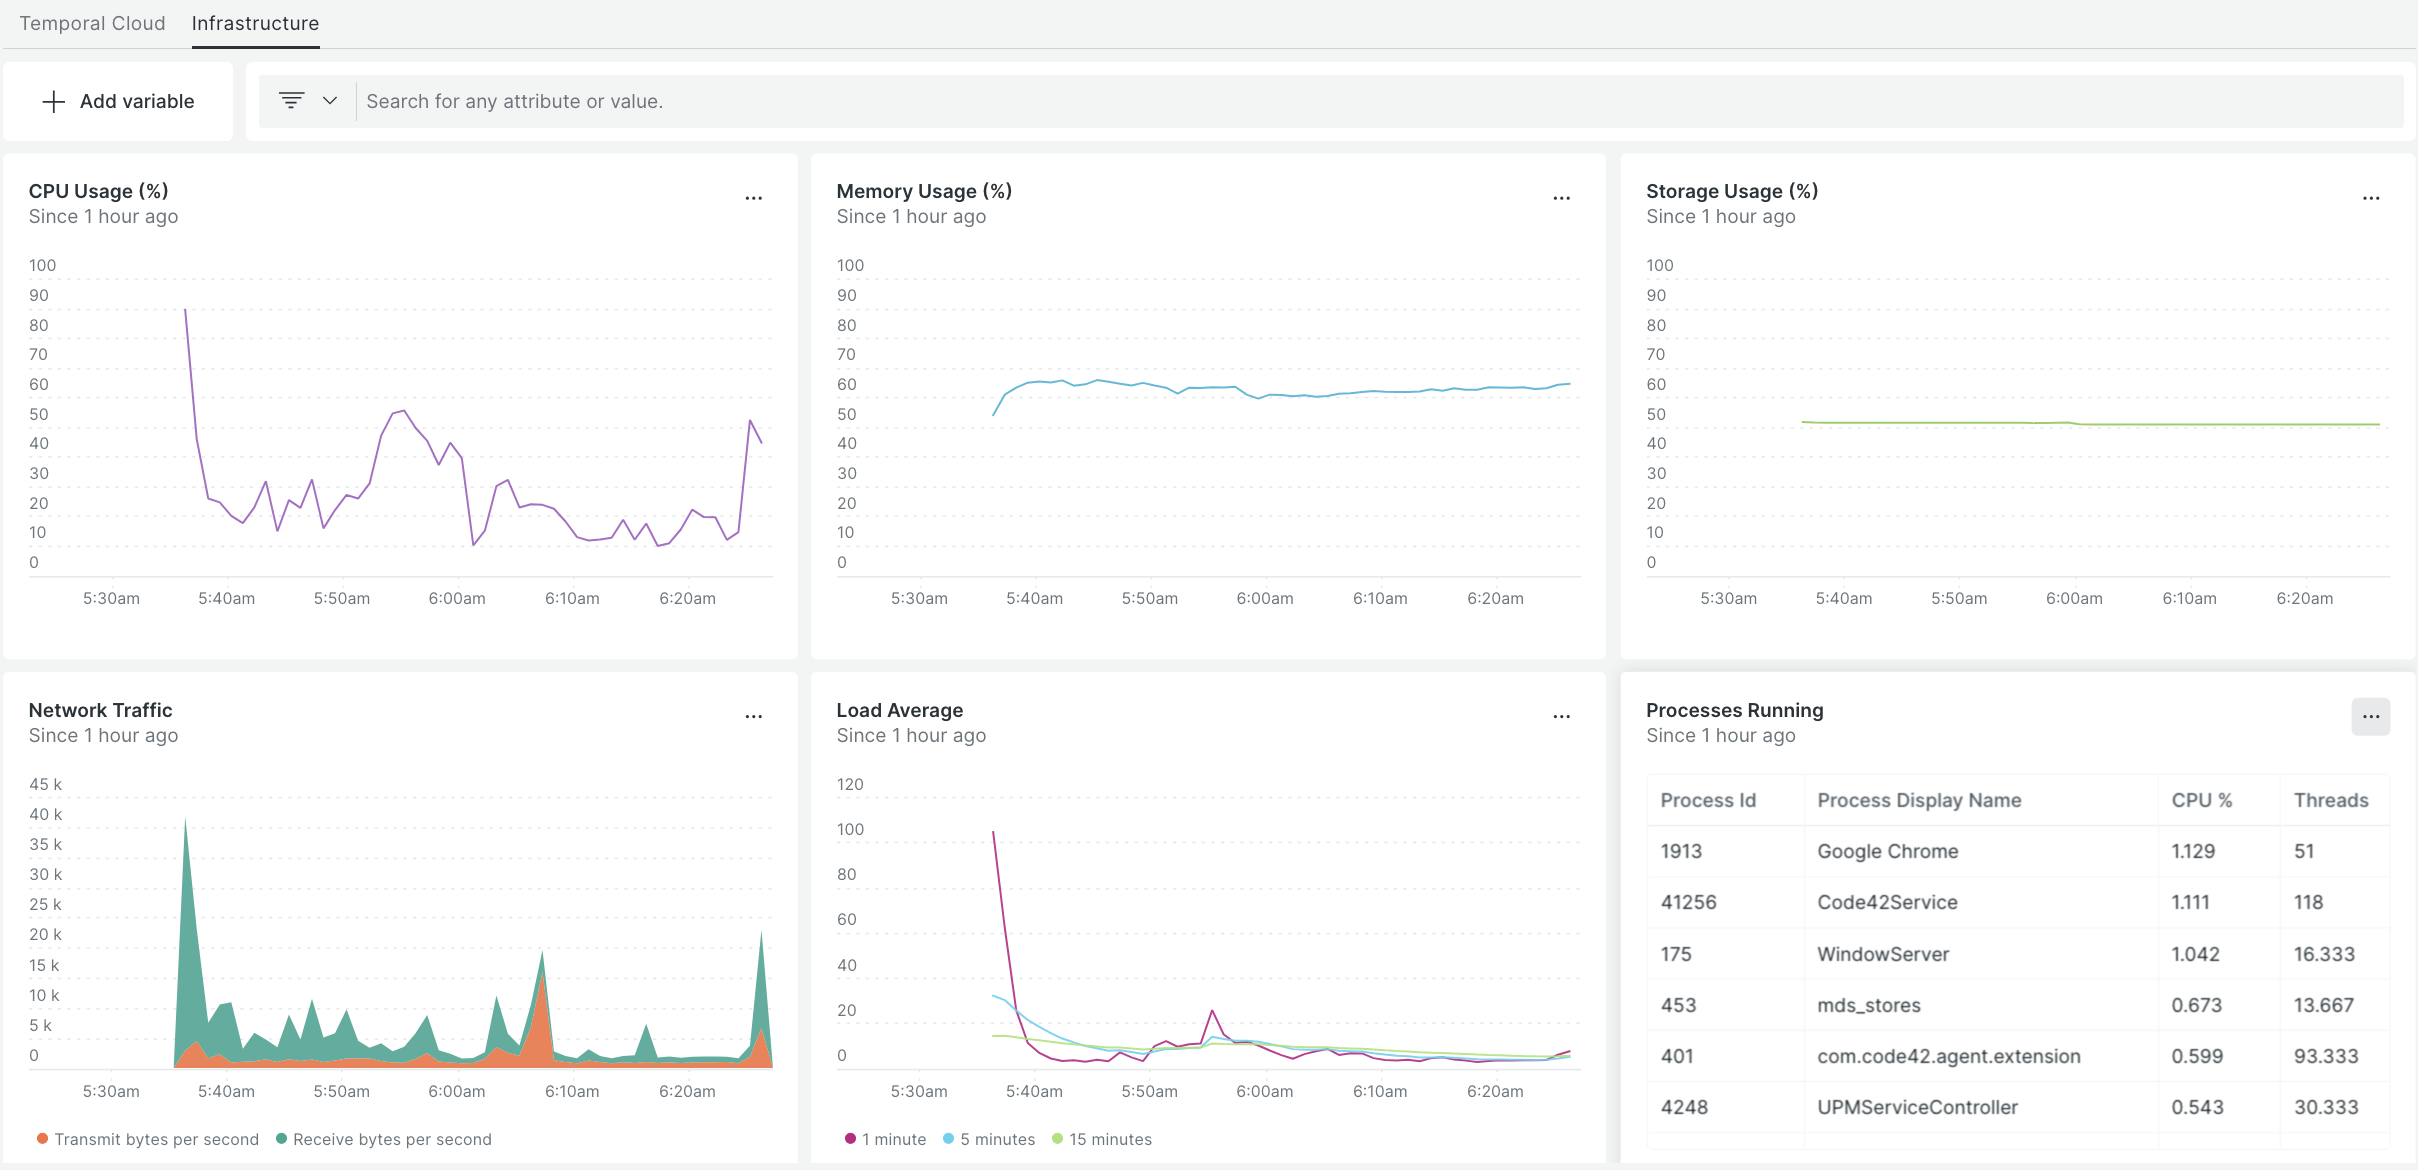 Temporal Cloud Infrastructure
Add variable
Search for any attribute or value.
CPU Usage (%)
Since 1 hour ago
100
90
80
70
60
50
40
30
20
10
0
5:30am 5:40am 5:50am 6:00am 6:10am 6:20am
Memory Usage (%)
Since 1 hour ago
100
90
80
70
60
50
40
30
20
10
0
5:30am 5:40am 5:50am 6:00am 6:10am 6:20am
Storage Usage (%)
Since 1 hour ago
100
90
80
70
60
50
40
30
20
10
0
5:30am 5:40am 5:50am 6:00am 6:10am 6:20am
Network Traffic
Since 1 hour ago
45 k
40 k
35 k
30 k
25 k
20 k
15 k
10 k
5 k
0
5:30am 5:40am 5:50am 6:00am 6:10am 6:20am
Transmit bytes per second Receive bytes per second
Load Average
Since 1 hour ago
120
100
80
60
40
20
0
5:30am 5:40am 5:50am 6:00am 6:10am 6:20am
1 minute 5 minutes 15 minutes
Processes Running
Since 1 hour ago
Process Id Process Display Name CPU % Threads
1913 Google Chrome 1.129 51
41256 Code42Service 1.111 118
175 WindowServer 1.042 16.333
453 mds_stores 0.673 13.667
401 com.code42.agent.extension 0.599 93.333
4248 UPMServiceController 0.543 30.333